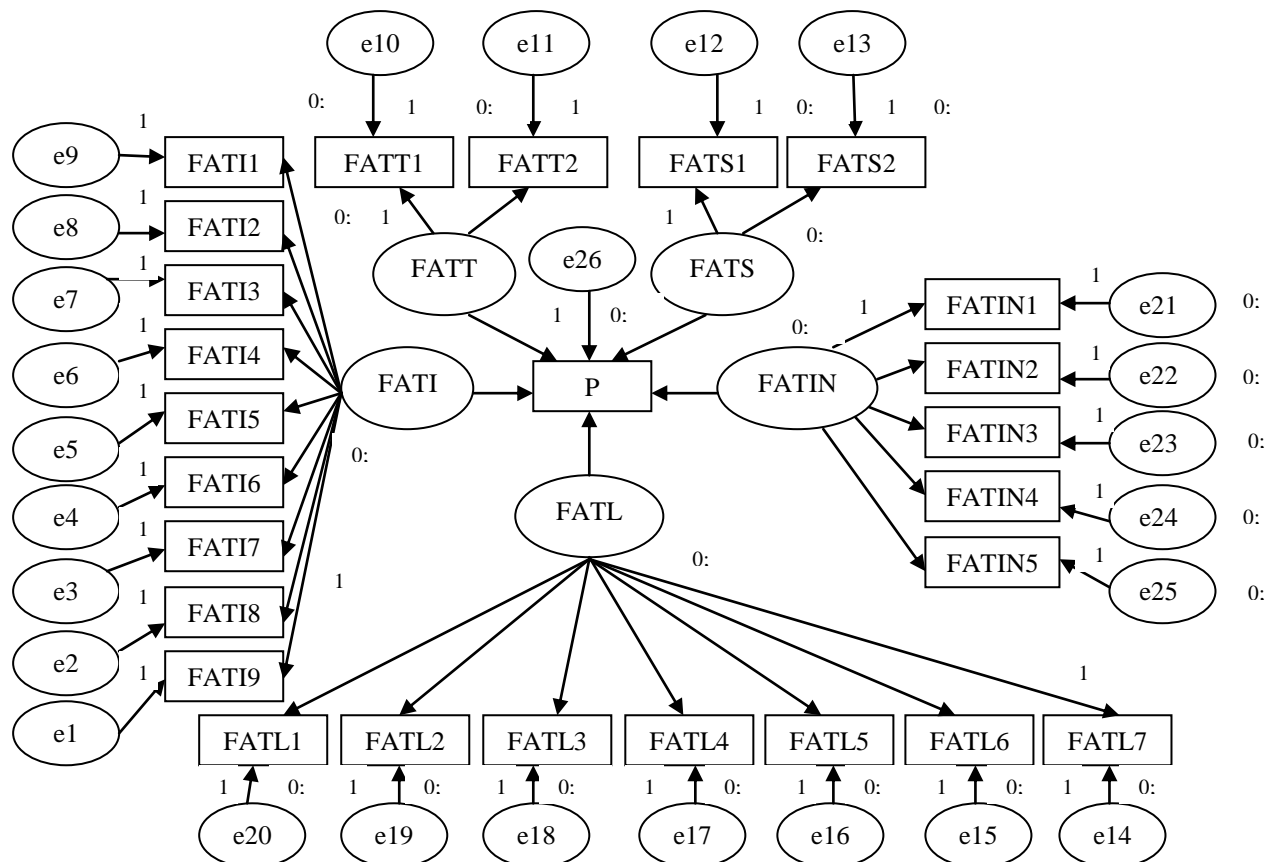 e10 e11 e12 e13
0: 1 0: 1 1 0: 1 0:
1
e9 FATI1 FATT1 FATT2 FATS1 FATS2
1
e8 FATI2 0: 1 1 0:
FATT e26 FATS
1
e7 FATI3 1 e21 0:
1 FATIN1
1 0: 0: 1
1
e6 FATI4 FATI P FATIN FATIN2 1 e22 0:
1
e5 FATI5 FATIN3 1 e23 0:
0:
1
e4 FATI6 FATIN4 1 e24 0:
FATL
1
e3 FATI7 FATIN5 1 e25 0:
0:
1 1
e2 FATI8
1 1
e1 FATI9
FATL1 FATL2 FATL3 FATL4 FATL5 FATL6 FATL7
1 0: 1 0: 1 0: 1 0: 1 0: 1 0: 1 0:
e20 e19 e18 e17 e16 e15 e14